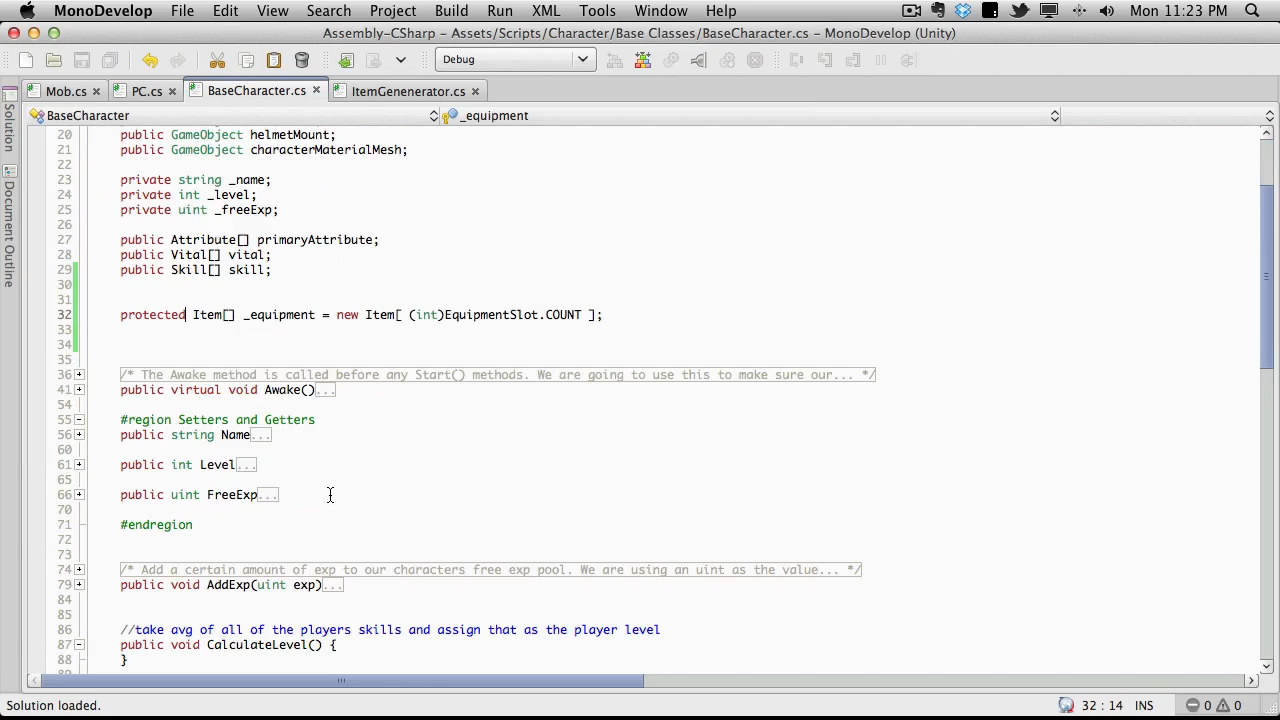 MonoDevelop File Edit View Search Project Build Run XML Tools Window Help Mon 11:23 PM
Assembly-CSharp - Assets/Scripts/Character/Base Classes/BaseCharacter.cs - MonoDevelop (Unity)
Debug
Mob.cs PC.cs BaseCharacter.cs ItemGenenerator.cs
BaseCharacter _equipment
Solution
Document Outline
20 public GameObject helmetMount;
21 public GameObject characterMaterialMesh;
22
23 private string _name;
24 private int _level;
25 private uint _freeExp;
26
27 public Attribute[] primaryAttribute;
28 public Vital[] vital;
29 public Skill[] skill;
30
31
32 protected Item[] _equipment = new Item[ (int)EquipmentSlot.COUNT ];
33
34
35
36 /* The Awake method is called before any Start() methods. We are going to use this to make sure our... */
41 public virtual void Awake()...
54
55 #region Setters and Getters
56 public string Name...
60
61 public int Level...
65
66 public uint FreeExp...
70
71 #endregion
72
73
74 /* Add a certain amount of exp to our characters free exp pool. We are using an uint as the value... */
79 public void AddExp(uint exp)...
84
85
86 //take avg of all of the players skills and assign that as the player level
87 public void CalculateLevel() {
88 }
Solution loaded. 32 : 14 INS 0 0